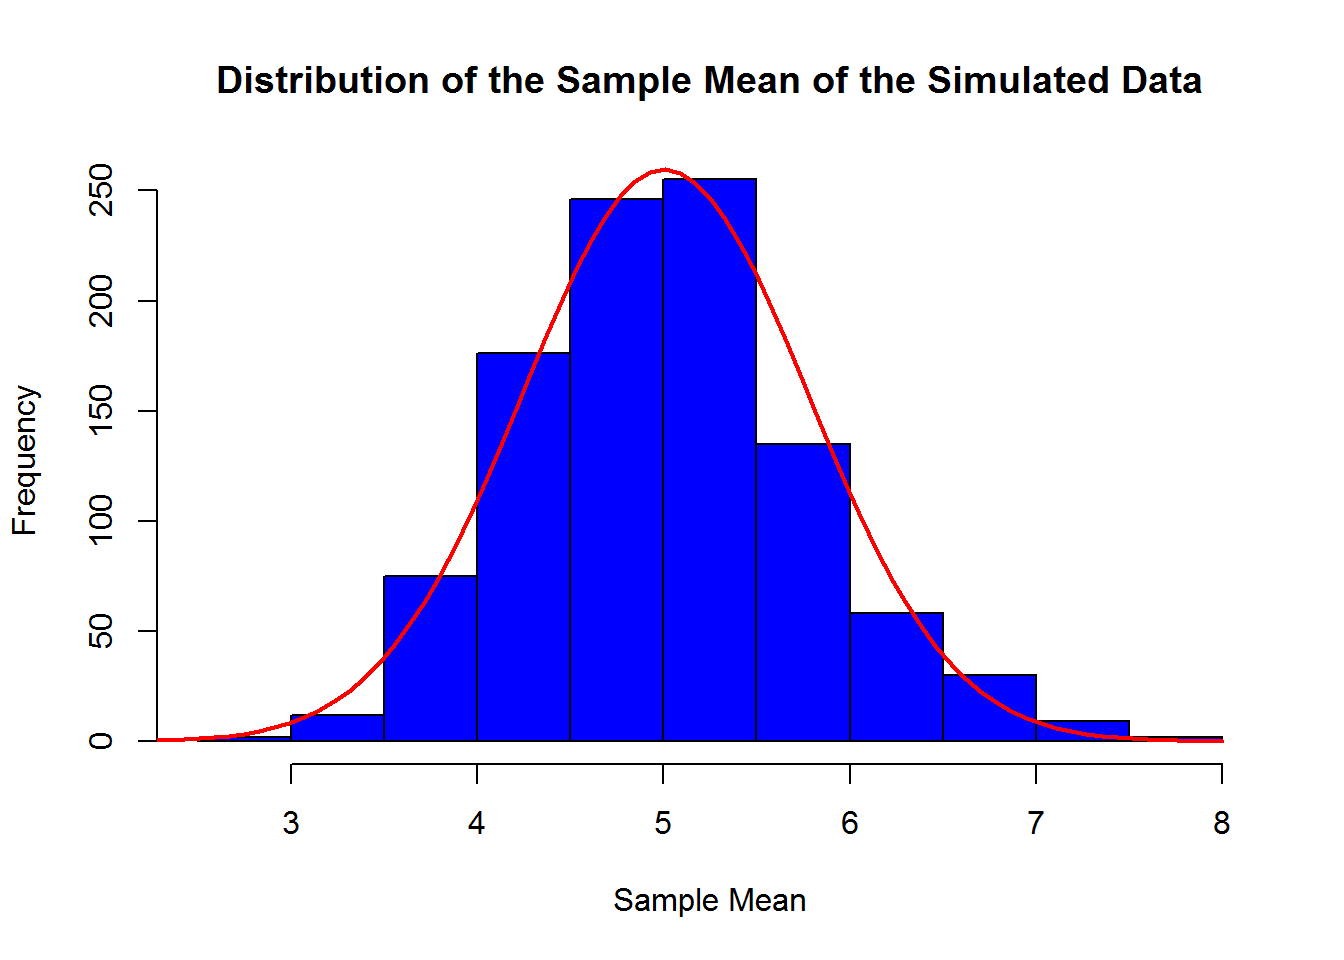 Distribution of the Sample Mean of the Simulated Data
250
200
150
100
50
0
Frequency
3 4 5 6 7 8
Sample Mean